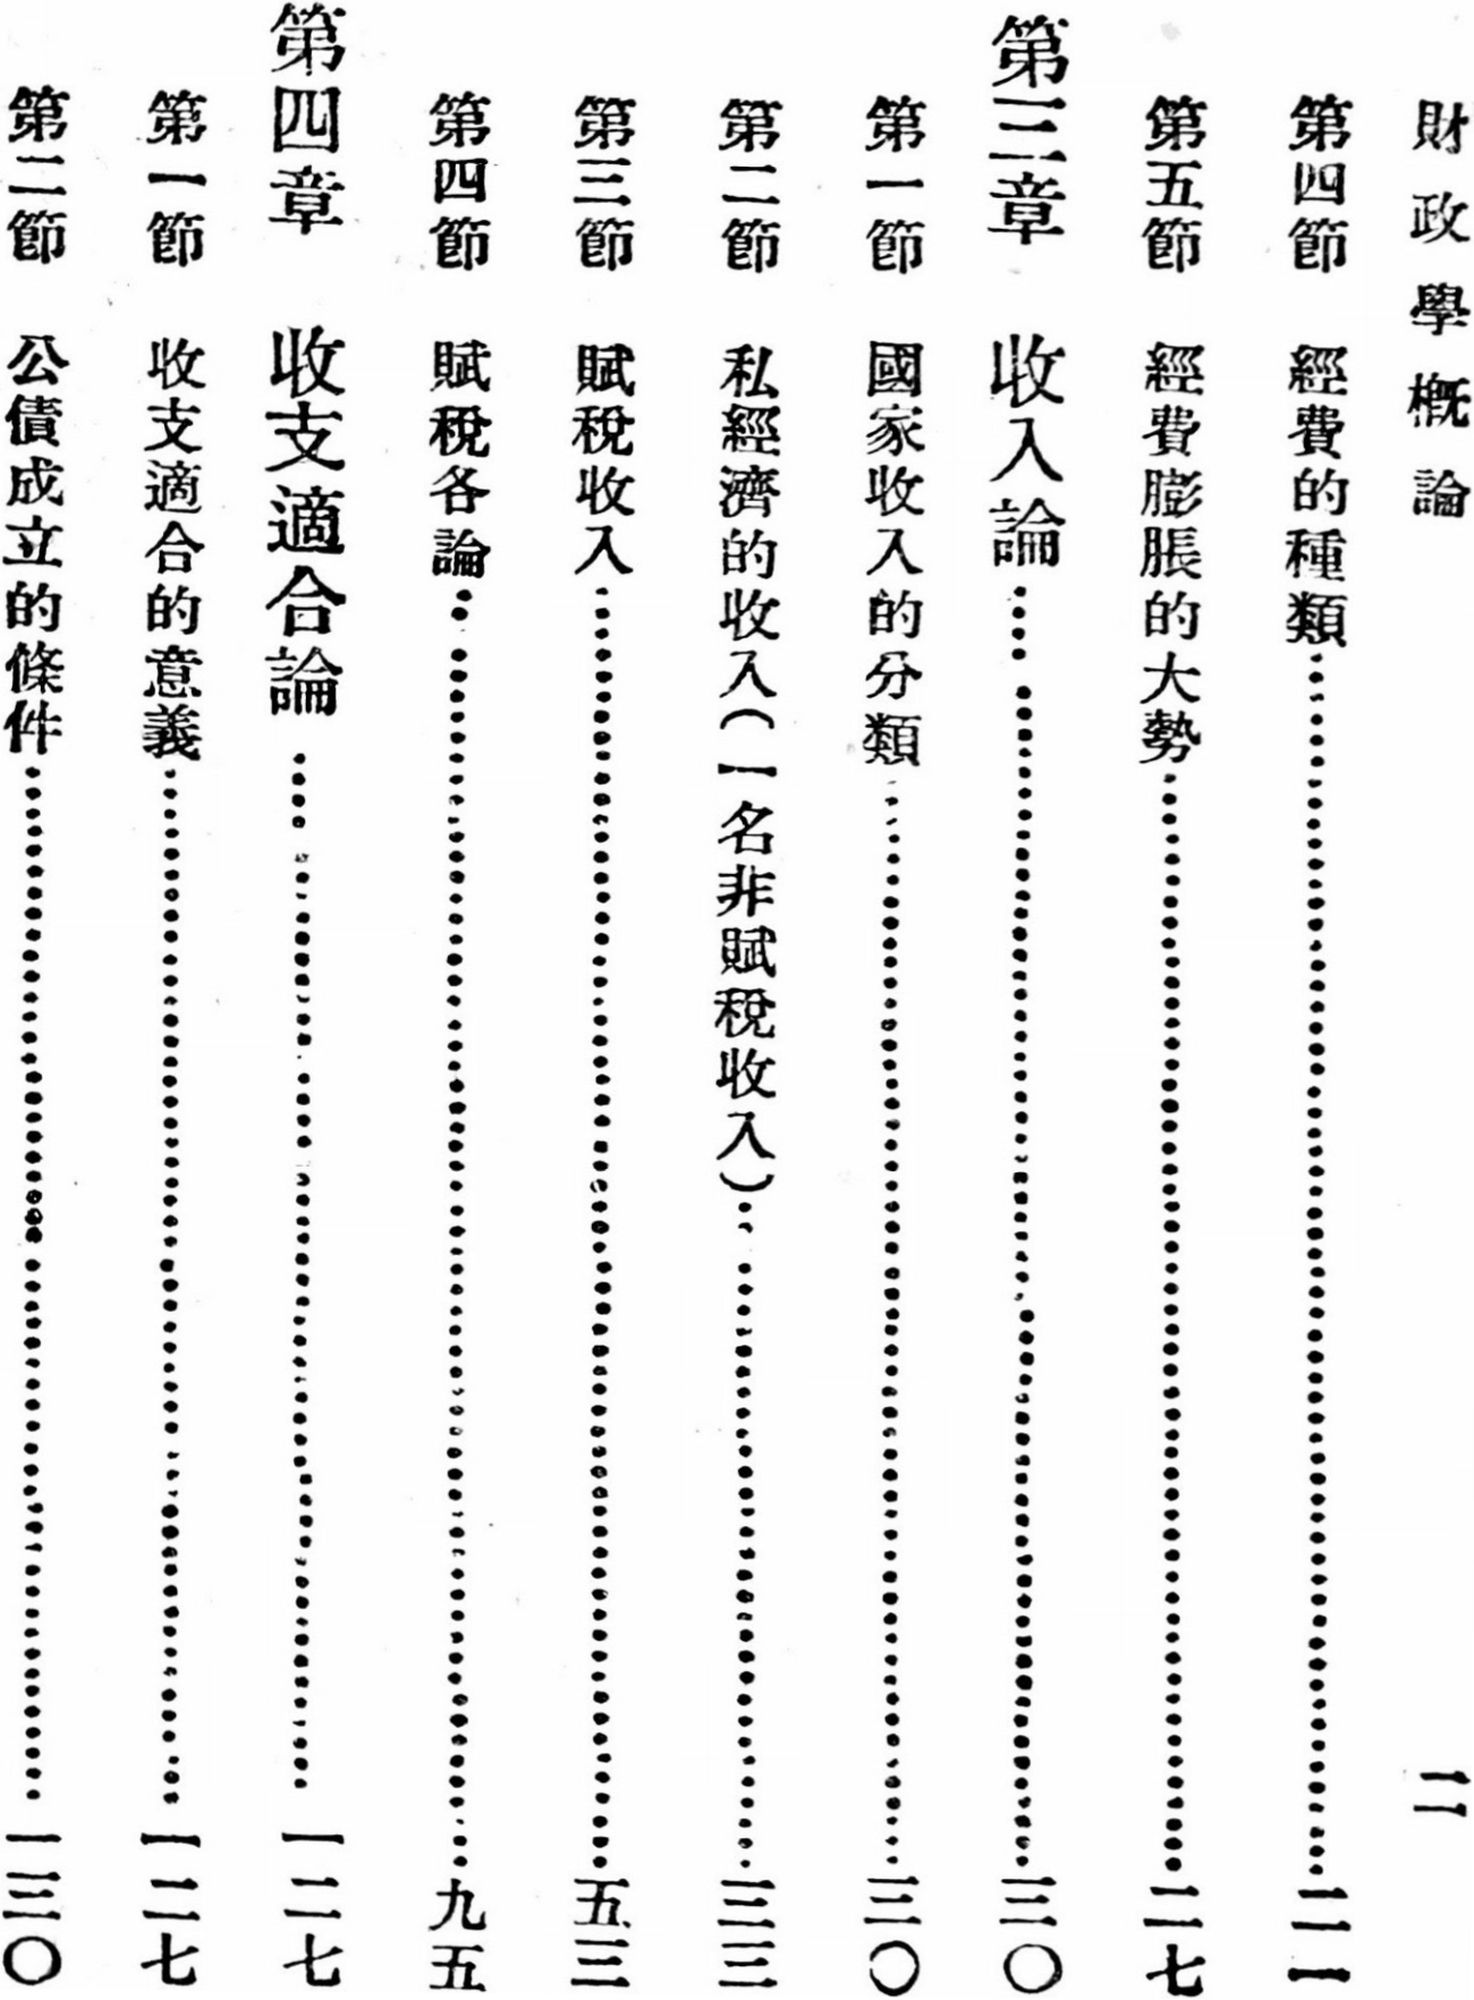 財政學概論 二
第四節 經費的種類……………………二一
第五節 經費膨脹的大勢……………………二七
第三章 收入論……………………三〇
第一節 國家收入的分類……………………三〇
第二節 私經濟的收入(一名非賦稅收入)……………………三三
第三節 賦稅收入……………………五三
第四節 賦稅各論……………………九五
第四章 收支適合論……………………一二七
第一節 收支適合的意義……………………一二七
第二節 公債成立的條件……………………一三〇